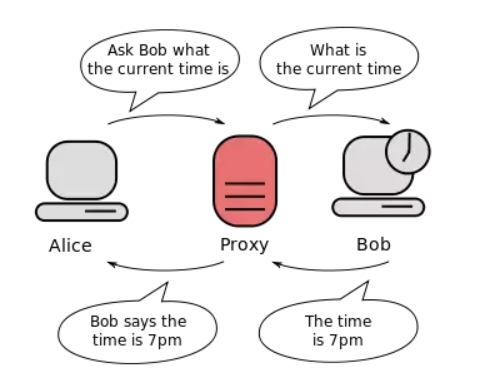 Ask Bob what
the current time is
What is
the current time
Alice
Proxy
Bob
Bob says the
time is 7pm
The time
is 7pm